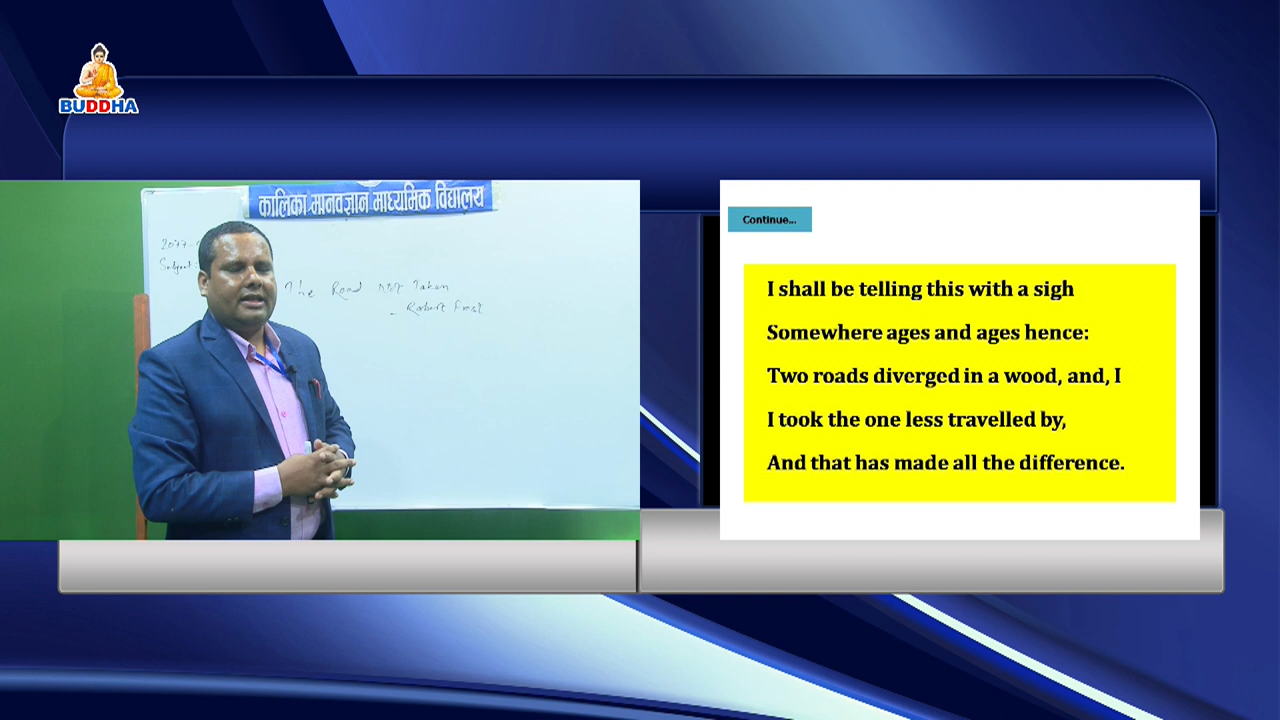 BUDDHA
कालिका मानवज्ञान माध्यमिक विद्यालय
2077-
Subject:
The Road not Taken
- Robert Frost
Continue...
I shall be telling this with a sigh
Somewhere ages and ages hence:
Two roads diverged in a wood, and, I
I took the one less travelled by,
And that has made all the difference.